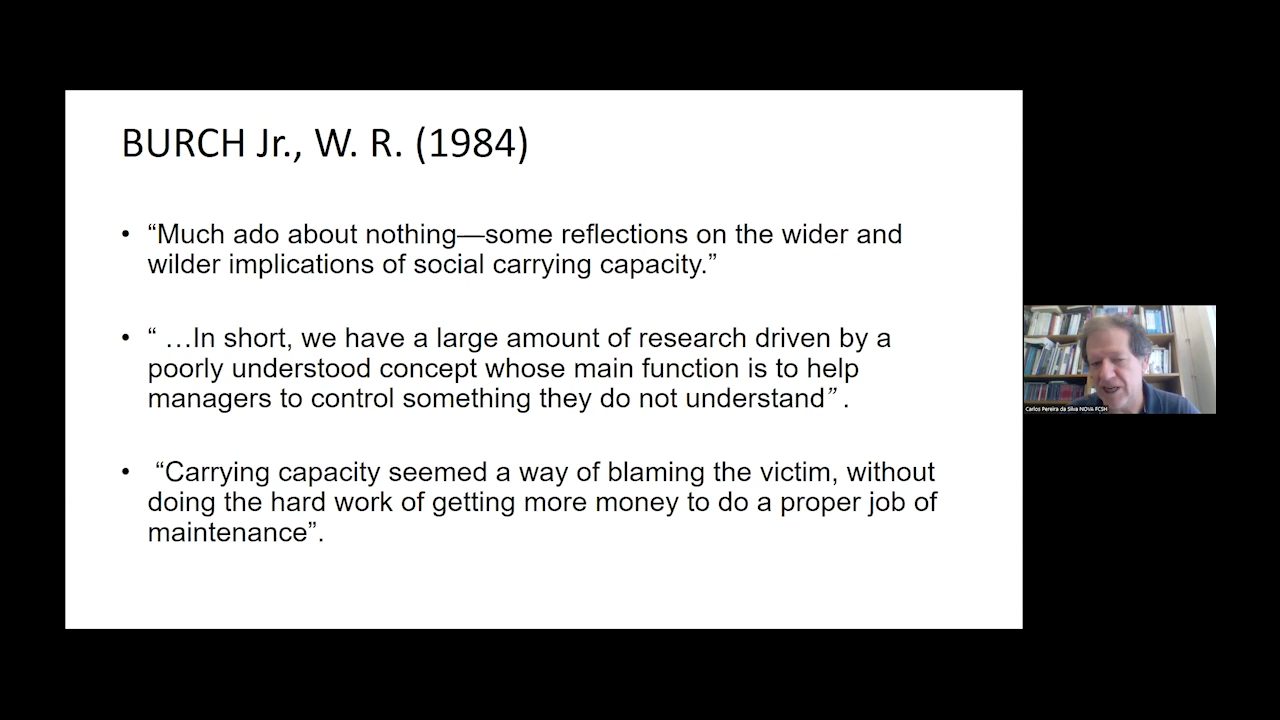 BURCH Jr., W. R. (1984)
• “Much ado about nothing—some reflections on the wider and
wilder implications of social carrying capacity.”
• “ …In short, we have a large amount of research driven by a
poorly understood concept whose main function is to help
managers to control something they do not understand” .
• “Carrying capacity seemed a way of blaming the victim, without
doing the hard work of getting more money to do a proper job of
maintenance”.
Carlos Pereira da Silva NOVA FCSH